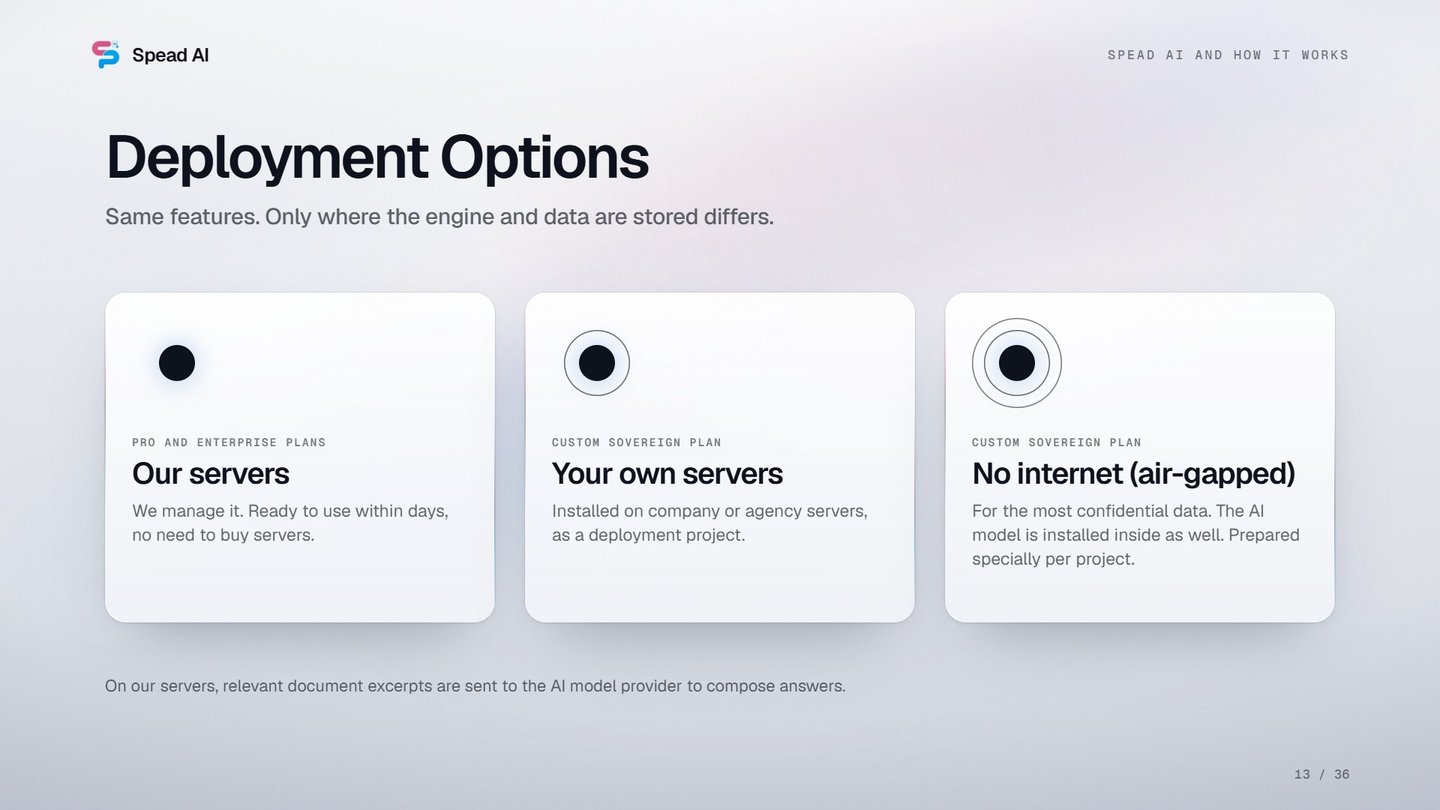 Spead AI
SPEAD AI AND HOW IT WORKS
Deployment Options
Same features. Only where the engine and data are stored differs.
PRO AND ENTERPRISE PLANS
Our servers
We manage it. Ready to use within days,
no need to buy servers.
CUSTOM SOVEREIGN PLAN
Your own servers
Installed on company or agency servers,
as a deployment project.
CUSTOM SOVEREIGN PLAN
No internet (air-gapped)
For the most confidential data. The AI
model is installed inside as well. Prepared
specially per project.
On our servers, relevant document excerpts are sent to the AI model provider to compose answers.
13 / 36